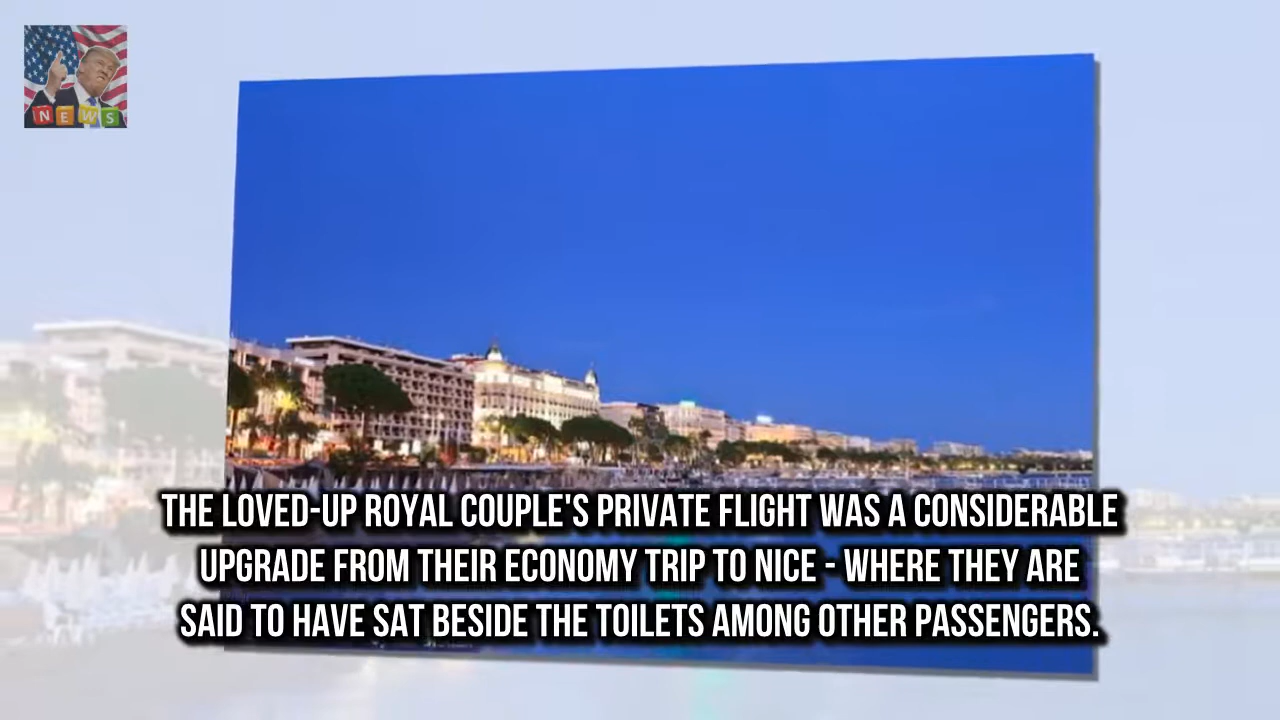 NEWS
THE LOVED-UP ROYAL COUPLE'S PRIVATE FLIGHT WAS A CONSIDERABLE
UPGRADE FROM THEIR ECONOMY TRIP TO NICE - WHERE THEY ARE
SAID TO HAVE SAT BESIDE THE TOILETS AMONG OTHER PASSENGERS.